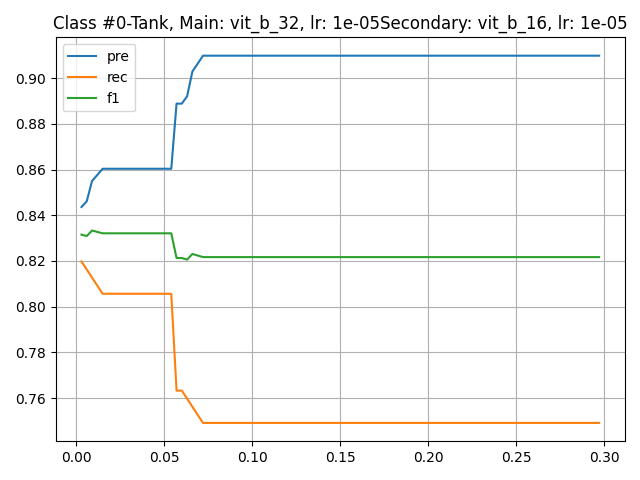 Class #0-Tank, Main: vit_b_32, lr: 1e-05Secondary: vit_b_16, lr: 1e-05
pre
rec
f1
0.90
0.88
0.86
0.84
0.82
0.80
0.78
0.76
0.00 0.05 0.10 0.15 0.20 0.25 0.30